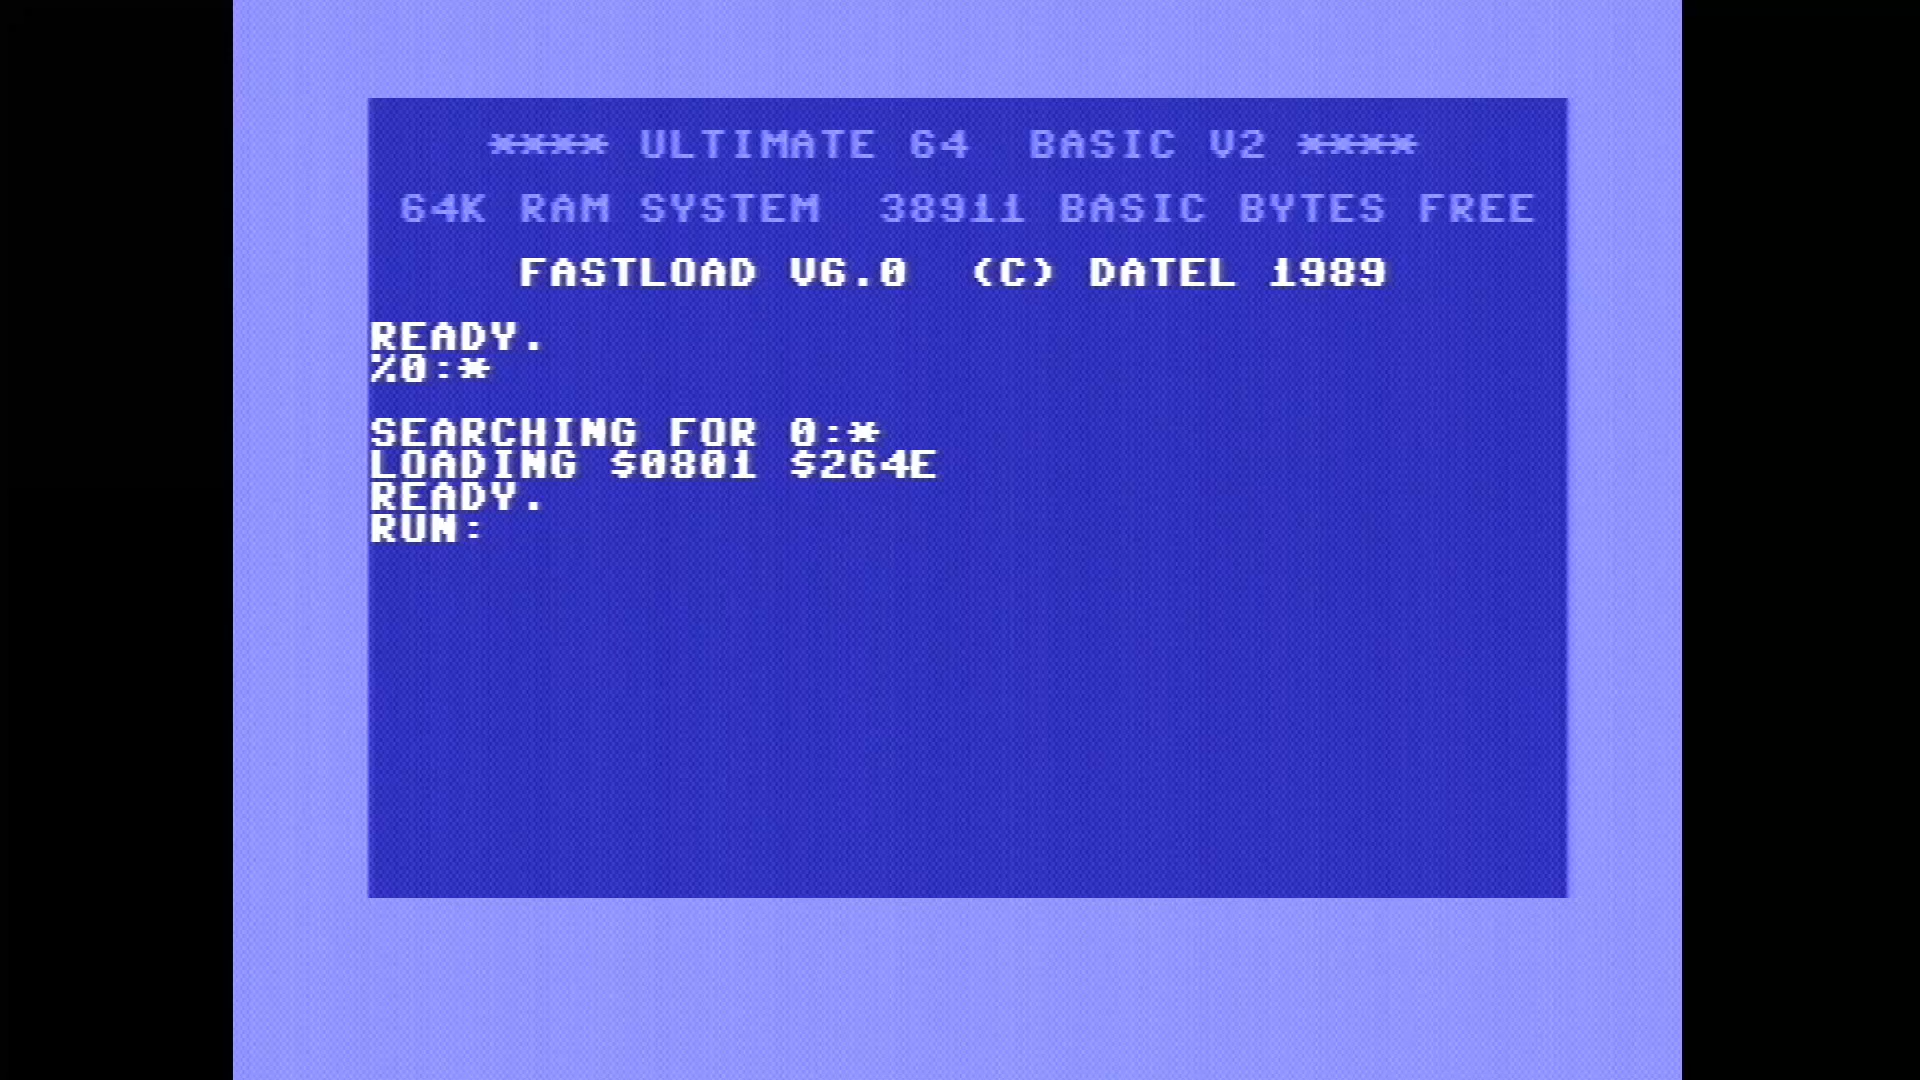 **** ULTIMATE 64  BASIC V2 ****
64K RAM SYSTEM  38911 BASIC BYTES FREE
FASTLOAD V6.0  (C) DATEL 1989
READY.
%0:*
SEARCHING FOR 0:*
LOADING $0801 $264E
READY.
RUN: